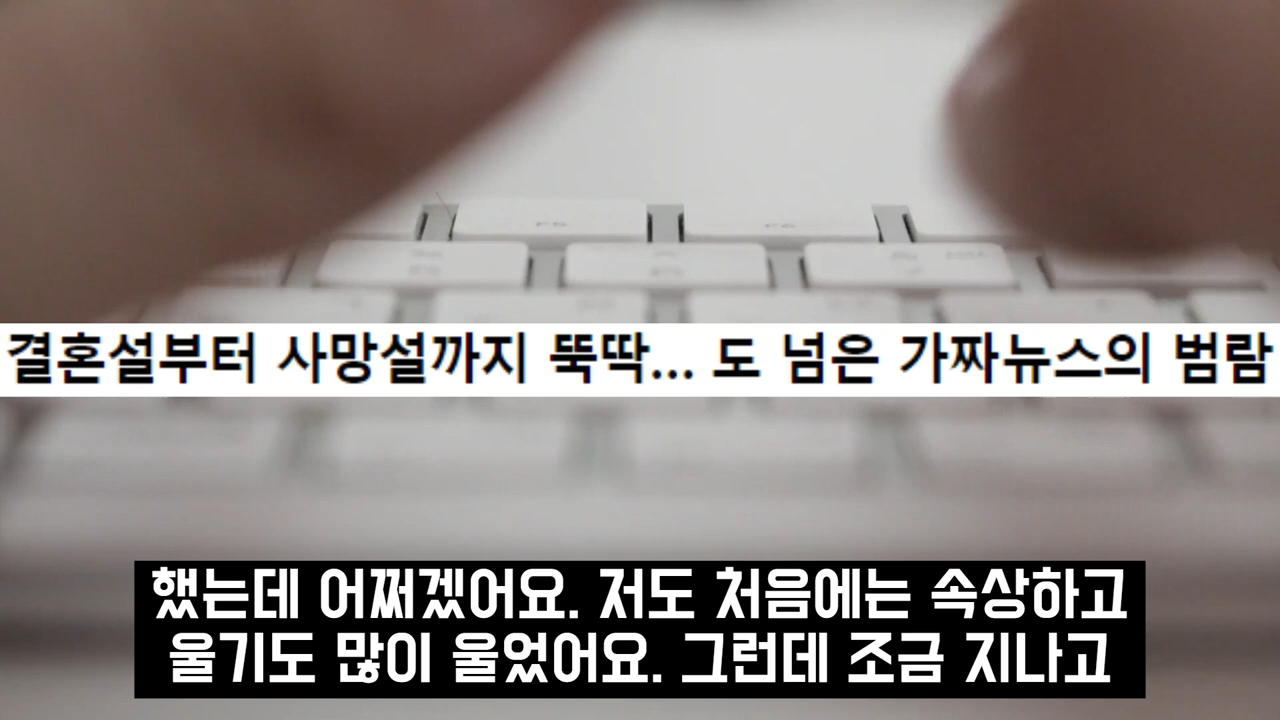 결혼설부터 사망설까지 뚝딱... 도 넘은 가짜뉴스의 범람
했는데 어쩌겠어요. 저도 처음에는 속상하고
울기도 많이 울었어요. 그런데 조금 지나고